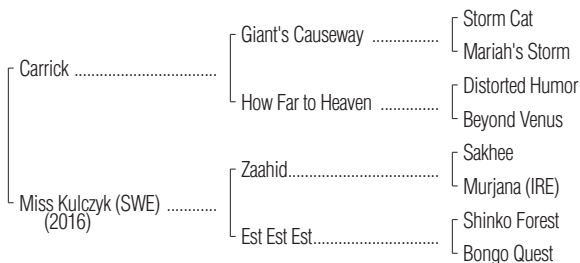 Storm Cat
Giant's Causeway ................
Mariah's Storm
Carrick ..................................
Distorted Humor
How Far to Heaven ..............
Beyond Venus
Sakhee
Zaahid....................................
Murjana (IRE)
Miss Kulczyk (SWE) ............
(2016)
Shinko Forest
Est Est Est..............................
Bongo Quest